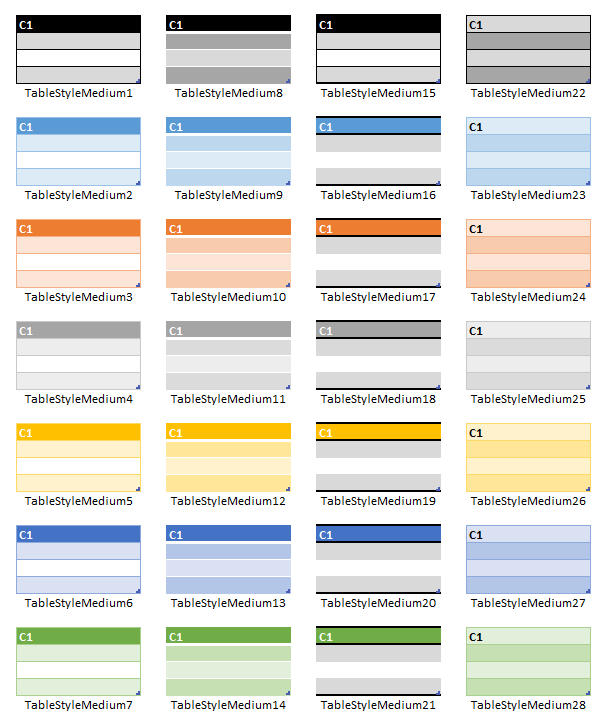 C1 C1 C1 C1
TableStyleMedium1 TableStyleMedium8 TableStyleMedium15 TableStyleMedium22
C1 C1 C1 C1
TableStyleMedium2 TableStyleMedium9 TableStyleMedium16 TableStyleMedium23
C1 C1 C1 C1
TableStyleMedium3 TableStyleMedium10 TableStyleMedium17 TableStyleMedium24
C1 C1 C1 C1
TableStyleMedium4 TableStyleMedium11 TableStyleMedium18 TableStyleMedium25
C1 C1 C1 C1
TableStyleMedium5 TableStyleMedium12 TableStyleMedium19 TableStyleMedium26
C1 C1 C1 C1
TableStyleMedium6 TableStyleMedium13 TableStyleMedium20 TableStyleMedium27
C1 C1 C1 C1
TableStyleMedium7 TableStyleMedium14 TableStyleMedium21 TableStyleMedium28